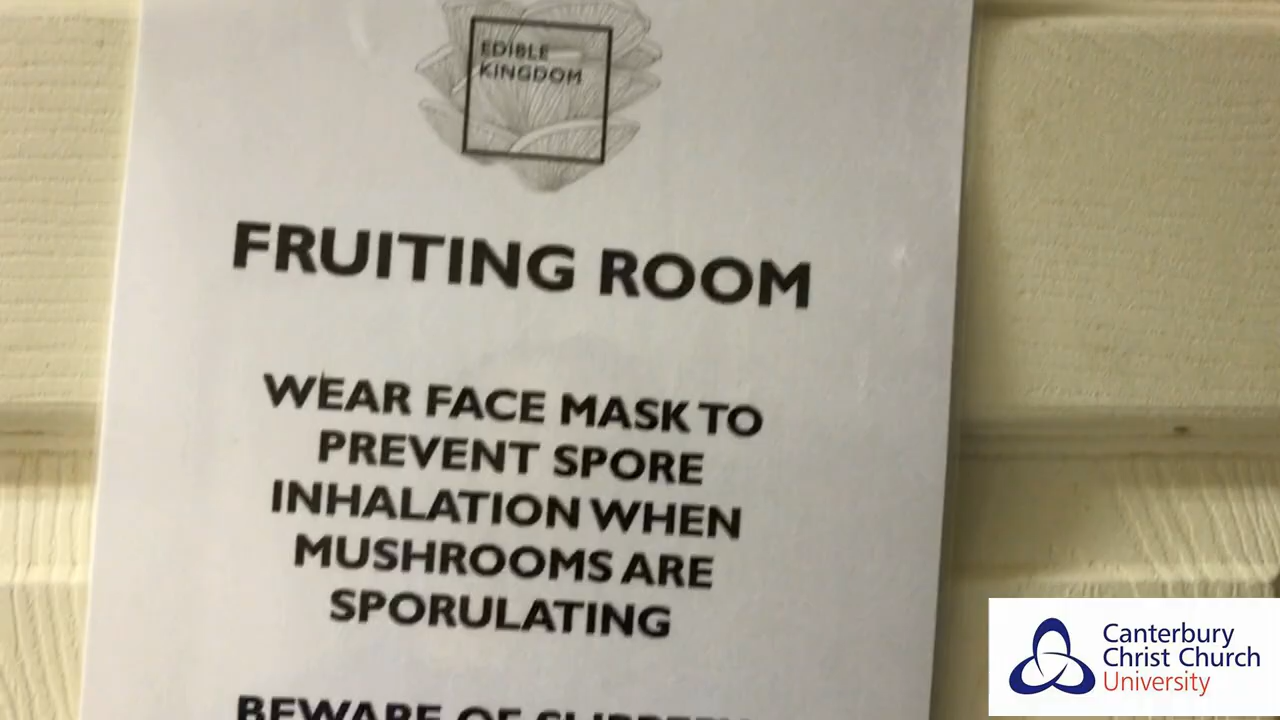 EDIBLE
KINGDOM
FRUITING ROOM
WEAR FACE MASK TO
PREVENT SPORE
INHALATION WHEN
MUSHROOMS ARE
SPORULATING
BEWARE OF SLIPPERY
Canterbury
Christ Church
University